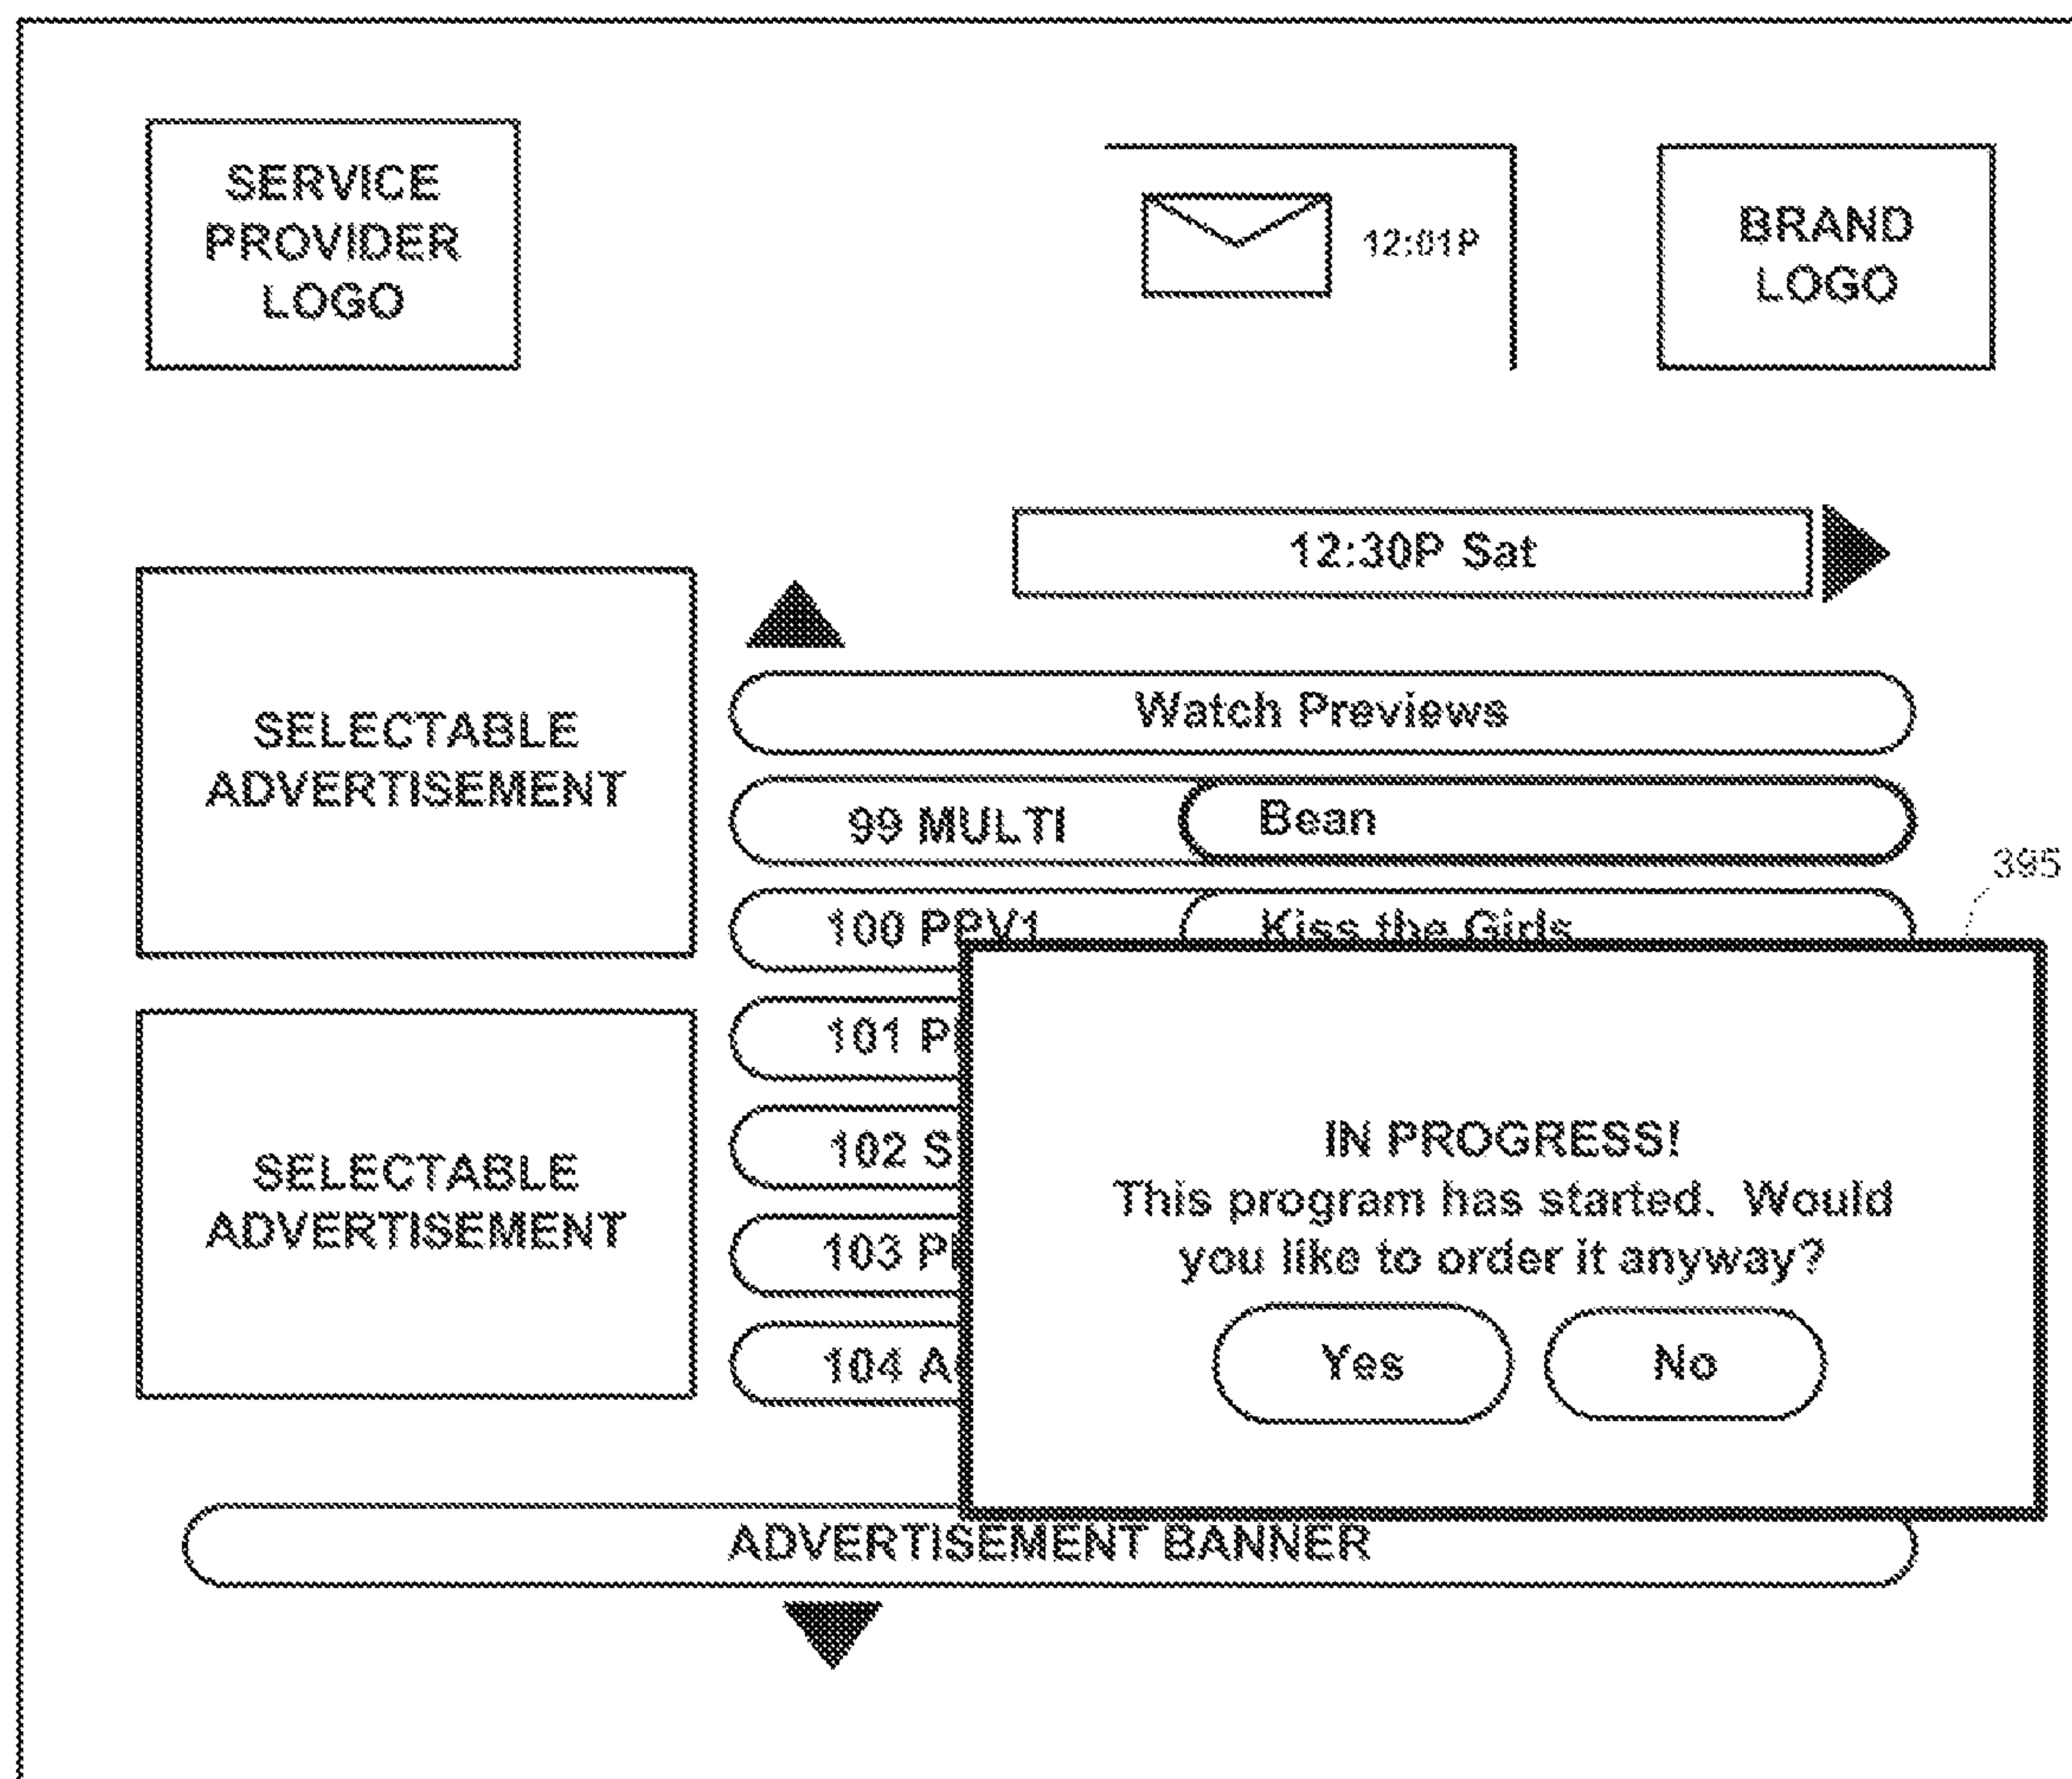 SERVICE
PROVIDER
LOGO
12:01P
BRAND
LOGO
12:30P Sat
SELECTABLE
ADVERTISEMENT
Watch Previews
99 MULTI
Bean
395
100 PPV1
Kiss the Girls
101 P
102 S
103 P
104 A
IN PROGRESS!
This program has started. Would
you like to order it anyway?
Yes
No
SELECTABLE
ADVERTISEMENT
ADVERTISEMENT BANNER